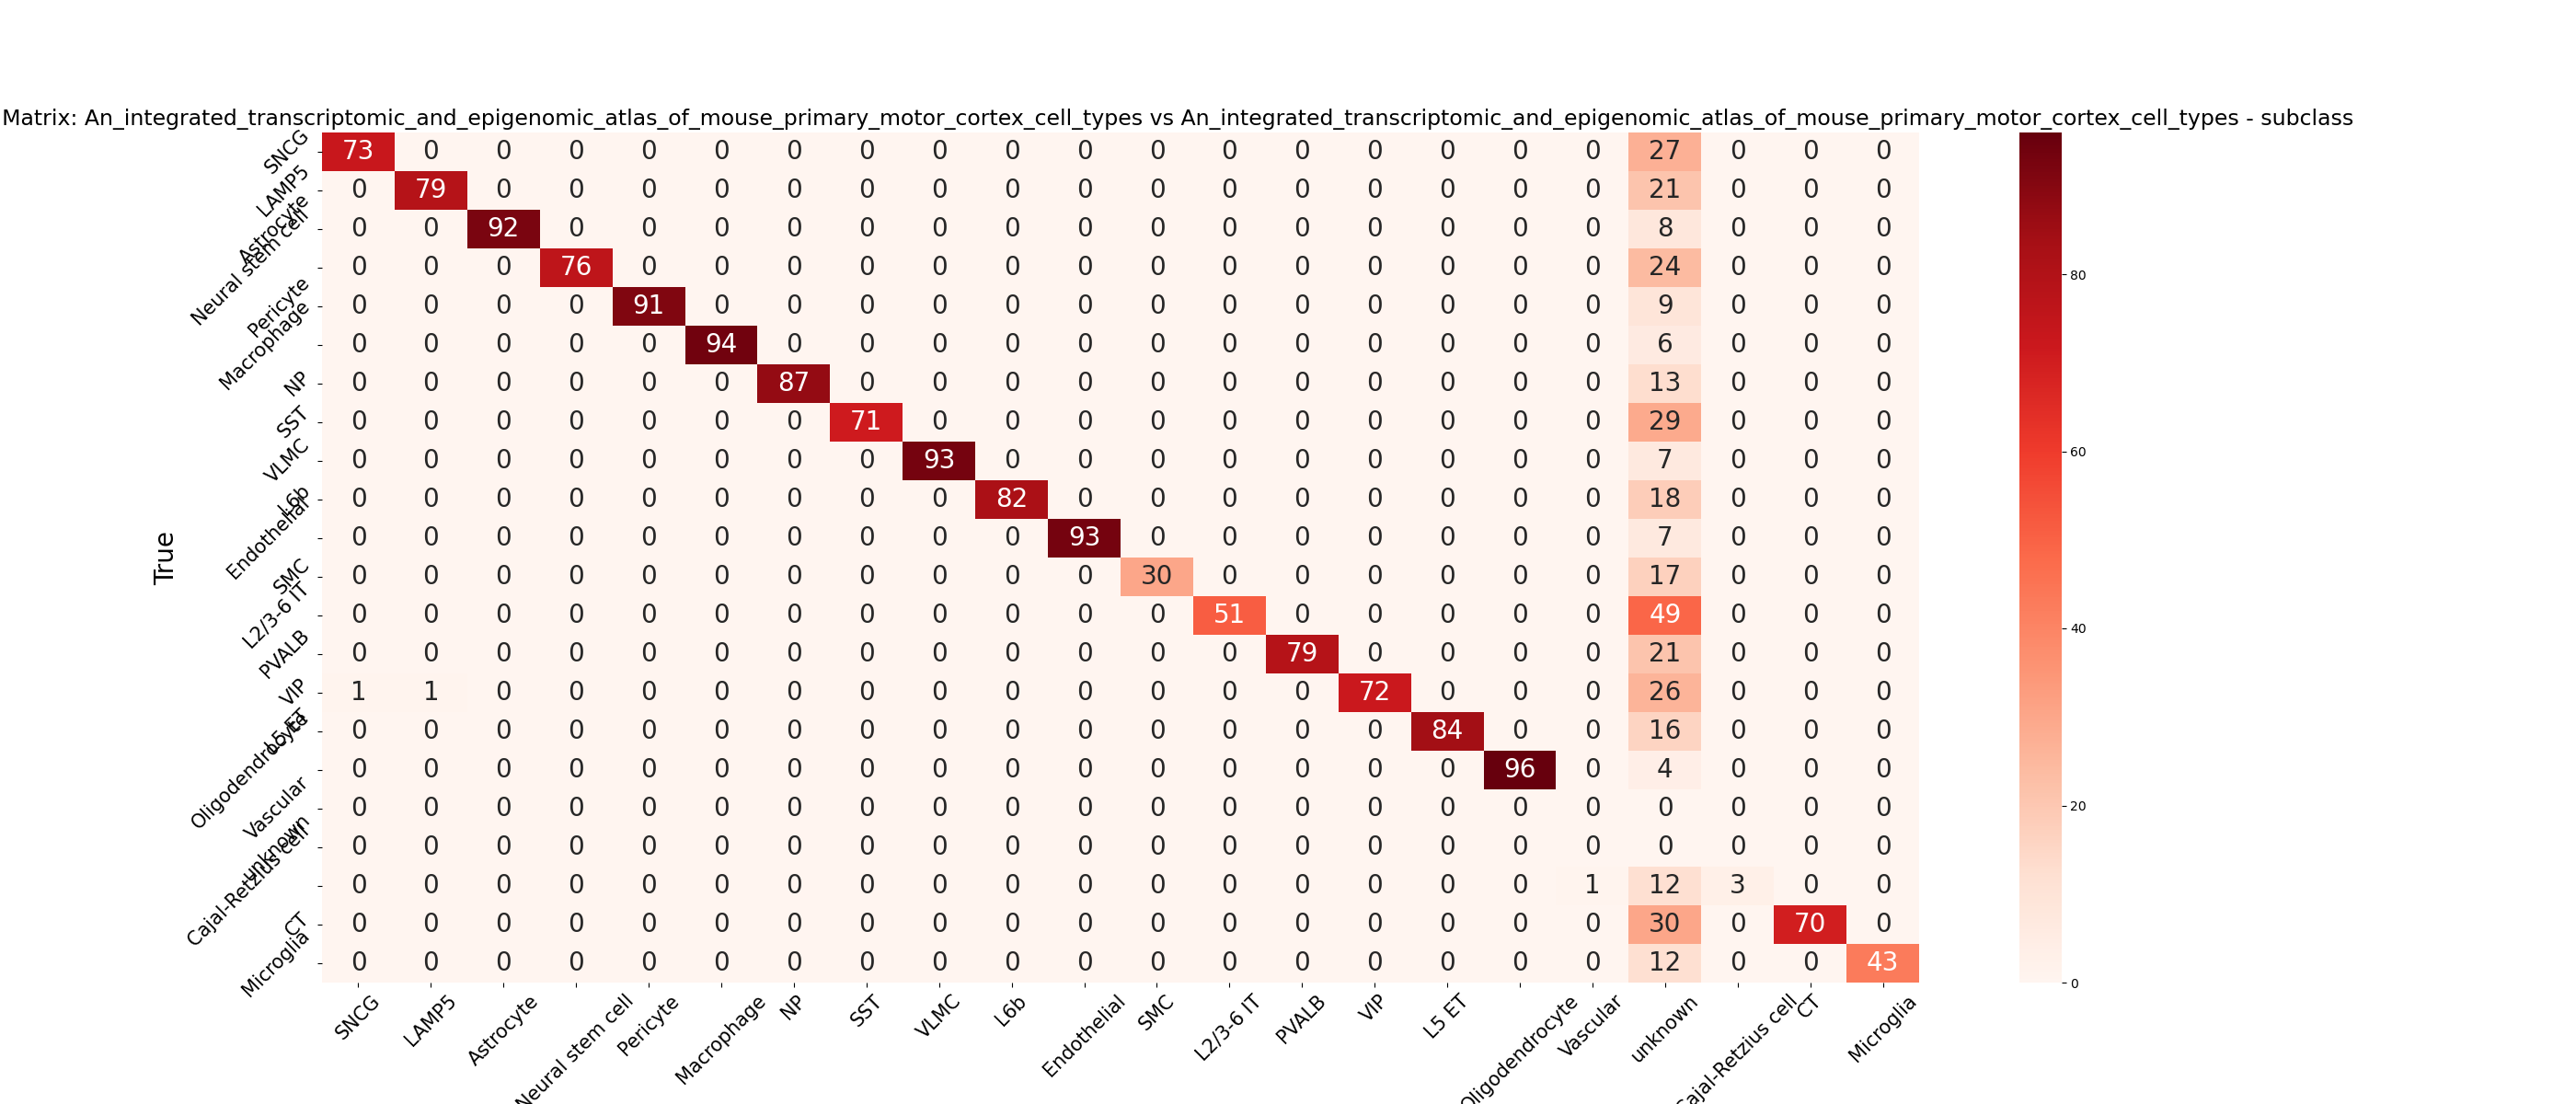 Matrix: An_integrated_transcriptomic_and_epigenomic_atlas_of_mouse_primary_motor_cortex_cell_types vs An_integrated_transcriptomic_and_epigenomic_atlas_of_mouse_primary_motor_cortex_cell_types - subclass
True
SNCG 73 0 0 0 0 0 0 0 0 0 0 0 0 0 0 0 0 0 27 0 0 0
LAMP5 0 79 0 0 0 0 0 0 0 0 0 0 0 0 0 0 0 0 21 0 0 0
Astrocyte 0 0 92 0 0 0 0 0 0 0 0 0 0 0 0 0 0 0 8 0 0 0
Neural stem cell 0 0 0 76 0 0 0 0 0 0 0 0 0 0 0 0 0 0 24 0 0 0
Pericyte 0 0 0 0 91 0 0 0 0 0 0 0 0 0 0 0 0 0 9 0 0 0
Macrophage 0 0 0 0 0 94 0 0 0 0 0 0 0 0 0 0 0 0 6 0 0 0
NP 0 0 0 0 0 0 87 0 0 0 0 0 0 0 0 0 0 0 13 0 0 0
SST 0 0 0 0 0 0 0 71 0 0 0 0 0 0 0 0 0 0 29 0 0 0
VLMC 0 0 0 0 0 0 0 0 93 0 0 0 0 0 0 0 0 0 7 0 0 0
L6b 0 0 0 0 0 0 0 0 0 82 0 0 0 0 0 0 0 0 18 0 0 0
Endothelial 0 0 0 0 0 0 0 0 0 0 93 0 0 0 0 0 0 0 7 0 0 0
SMC 0 0 0 0 0 0 0 0 0 0 0 30 0 0 0 0 0 0 17 0 0 0
L2/3-6 IT 0 0 0 0 0 0 0 0 0 0 0 0 51 0 0 0 0 0 49 0 0 0
PVALB 0 0 0 0 0 0 0 0 0 0 0 0 0 79 0 0 0 0 21 0 0 0
VIP 1 1 0 0 0 0 0 0 0 0 0 0 0 0 72 0 0 0 26 0 0 0
L5 ET 0 0 0 0 0 0 0 0 0 0 0 0 0 0 0 84 0 0 16 0 0 0
Oligodendrocyte 0 0 0 0 0 0 0 0 0 0 0 0 0 0 0 0 96 0 4 0 0 0
Vascular 0 0 0 0 0 0 0 0 0 0 0 0 0 0 0 0 0 0 0 0 0 0
unknown 0 0 0 0 0 0 0 0 0 0 0 0 0 0 0 0 0 0 0 0 0 0
Cajal-Retzius cell 0 0 0 0 0 0 0 0 0 0 0 0 0 0 0 0 0 1 12 3 0 0
CT 0 0 0 0 0 0 0 0 0 0 0 0 0 0 0 0 0 0 30 0 70 0
Microglia 0 0 0 0 0 0 0 0 0 0 0 0 0 0 0 0 0 0 12 0 0 43
SNCG LAMP5 Astrocyte Neural stem cell Pericyte Macrophage NP SST VLMC L6b Endothelial SMC L2/3-6 IT PVALB VIP L5 ET Oligodendrocyte Vascular unknown Cajal-Retzius cell CT Microglia
80
60
40
20
0